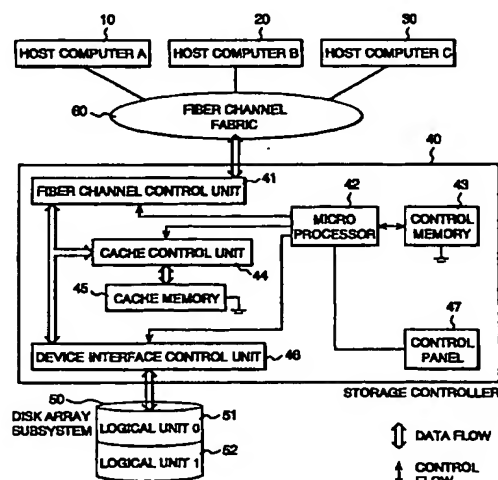 10
20
30
HOST COMPUTER A
HOST COMPUTER B
HOST COMPUTER C
60
FIBER CHANNEL
FABRIC
40
41
FIBER CHANNEL CONTROL UNIT
42
43
MICRO
PROCESSOR
CONTROL
MEMORY
CACHE CONTROL UNIT
44
45
CACHE MEMORY
47
CONTROL
PANEL
DEVICE INTERFACE CONTROL UNIT
46
STORAGE CONTROLLER
50
DISK ARRAY
SUBSYSTEM
51
LOGICAL UNIT 0
52
LOGICAL UNIT 1
DATA FLOW
CONTROL
FLOW